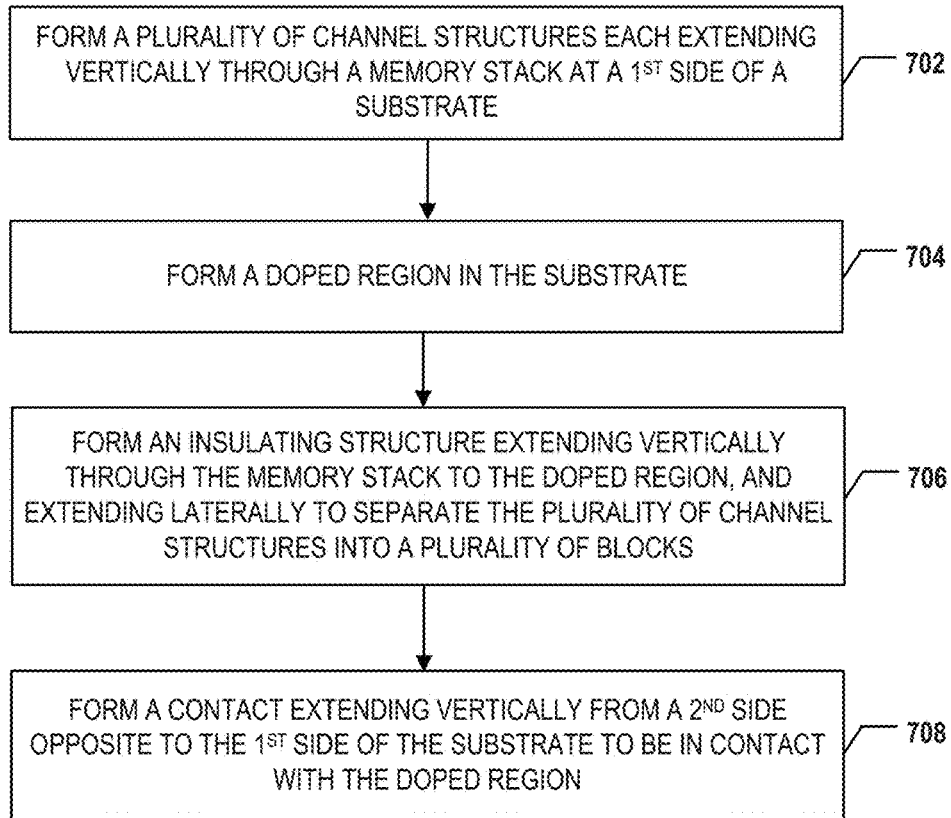 FORM A PLURALITY OF CHANNEL STRUCTURES EACH EXTENDING
VERTICALLY THROUGH A MEMORY STACK AT A 1ST SIDE OF A
SUBSTRATE
702
FORM A DOPED REGION IN THE SUBSTRATE
704
FORM AN INSULATING STRUCTURE EXTENDING VERTICALLY
THROUGH THE MEMORY STACK TO THE DOPED REGION, AND
EXTENDING LATERALLY TO SEPARATE THE PLURALITY OF CHANNEL
STRUCTURES INTO A PLURALITY OF BLOCKS
706
FORM A CONTACT EXTENDING VERTICALLY FROM A 2ND SIDE
OPPOSITE TO THE 1ST SIDE OF THE SUBSTRATE TO BE IN CONTACT
WITH THE DOPED REGION
708